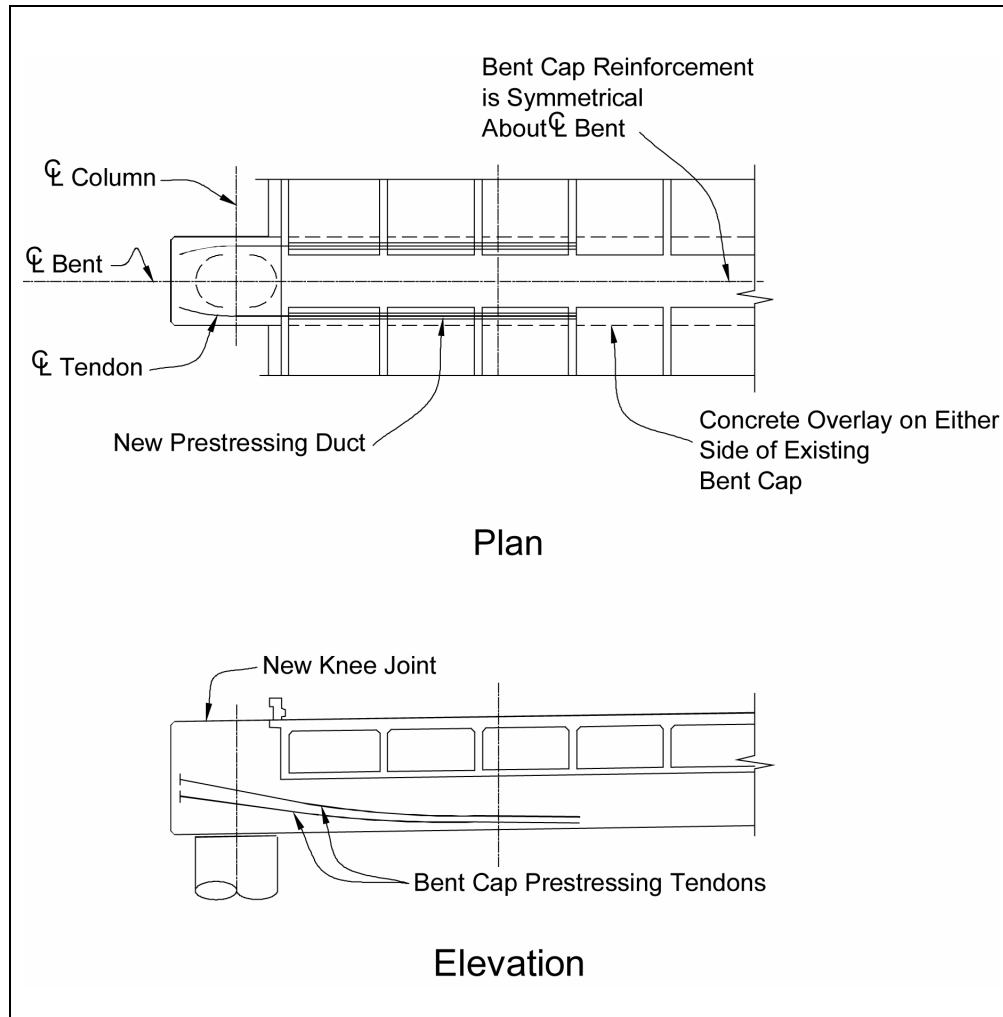 Bent Cap Reinforcement
is Symmetrical
About ℄ Bent
℄ Column
℄ Bent
℄ Tendon
New Prestressing Duct
Concrete Overlay on Either
Side of Existing
Bent Cap
Plan
New Knee Joint
Bent Cap Prestressing Tendons
Elevation